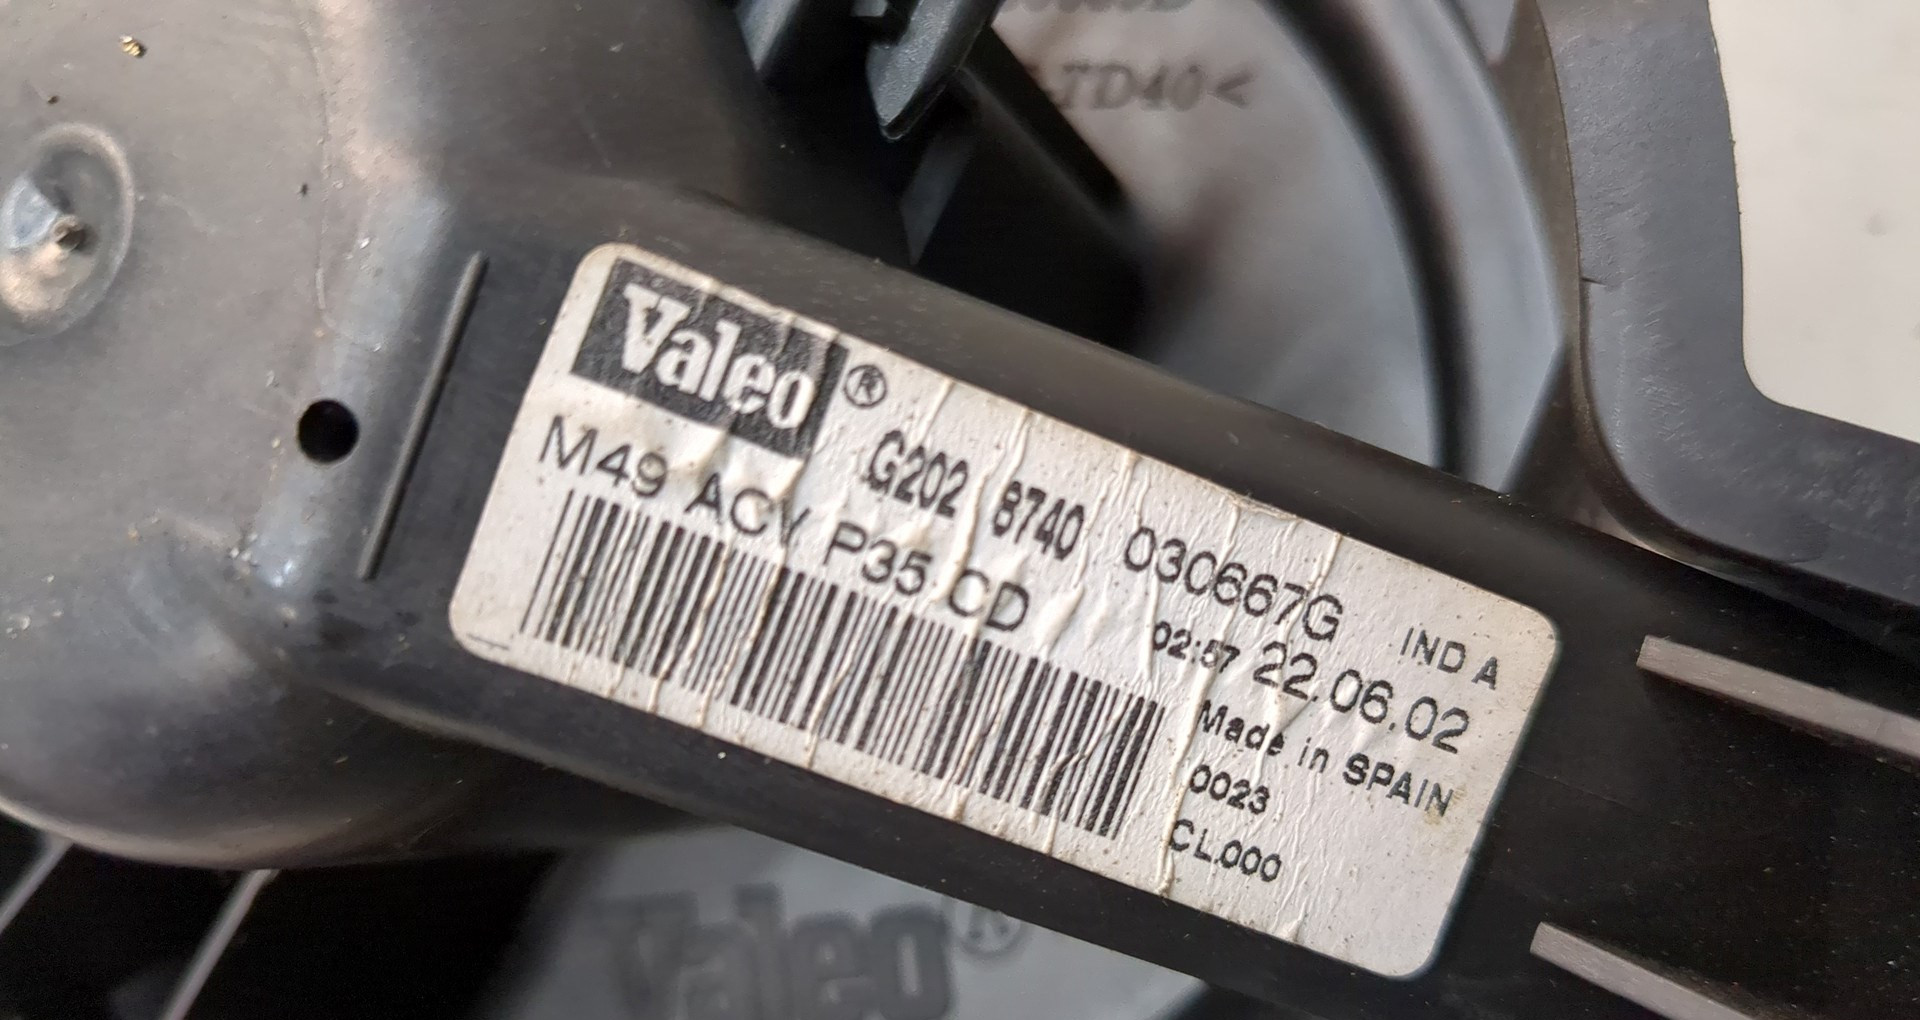 TD40<
Valeo®
G202 8740 030667G IND A
M49 ACV P35 CD
02:57 22.06.02
Made in SPAIN
0023
CL.000
Valeo®